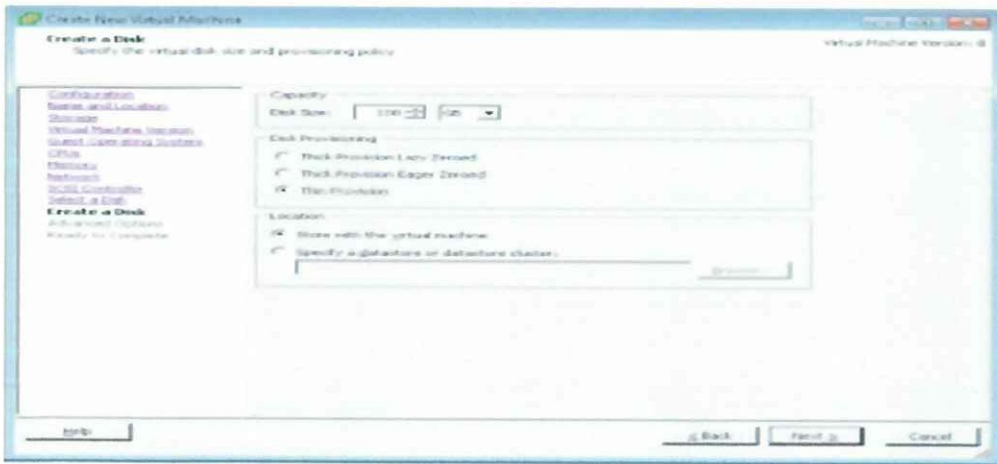 Create New Virtual Machine
Create a Disk
Specify the virtual disk size and provisioning policy
Virtual Machine Version: 8
Configuration
Name and Location
Storage
Virtual Machine Version
Guest Operating System
CPUs
Memory
Network
SCSI Controller
Select a Disk
Create a Disk
Advanced Options
Ready to Complete
Capacity
Disk Size: 100 GB
Disk Provisioning
Thick Provision Lazy Zeroed
Thick Provision Eager Zeroed
Thin Provision
Location
Store with the virtual machine
Specify a datastore or datastore cluster:
Browse...
Help
< Back
Next >
Cancel